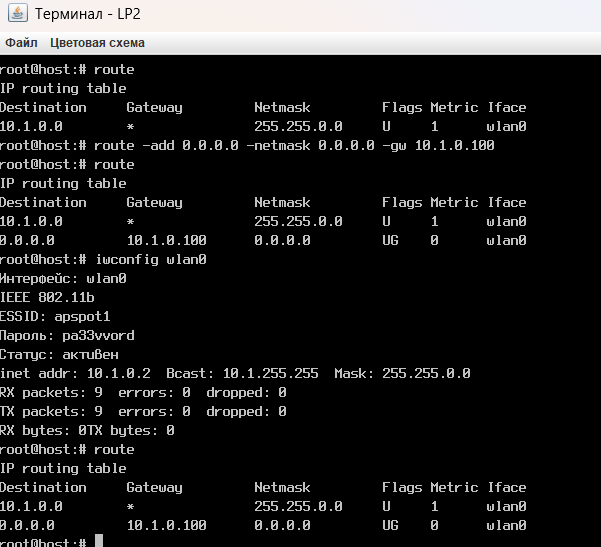 Терминал - LP2
Файл Цветовая схема
root@host:# route
IP routing table
Destination Gateway Netmask Flags Metric Iface
10.1.0.0 * 255.255.0.0 U 1 wlan0
root@host:# route -add 0.0.0.0 -netmask 0.0.0.0 -gw 10.1.0.100
root@host:# route
IP routing table
Destination Gateway Netmask Flags Metric Iface
10.1.0.0 * 255.255.0.0 U 1 wlan0
0.0.0.0 10.1.0.100 0.0.0.0 UG 0 wlan0
root@host:# iwconfig wlan0
Интерфейс: wlan0
IEEE 802.11b
ESSID: apspot1
Пароль: pa33vvord
Статус: активен
inet addr: 10.1.0.2 Bcast: 10.1.255.255 Mask: 255.255.0.0
RX packets: 9 errors: 0 dropped: 0
TX packets: 9 errors: 0 dropped: 0
RX bytes: 0TX bytes: 0
root@host:# route
IP routing table
Destination Gateway Netmask Flags Metric Iface
10.1.0.0 * 255.255.0.0 U 1 wlan0
0.0.0.0 10.1.0.100 0.0.0.0 UG 0 wlan0
root@host:#